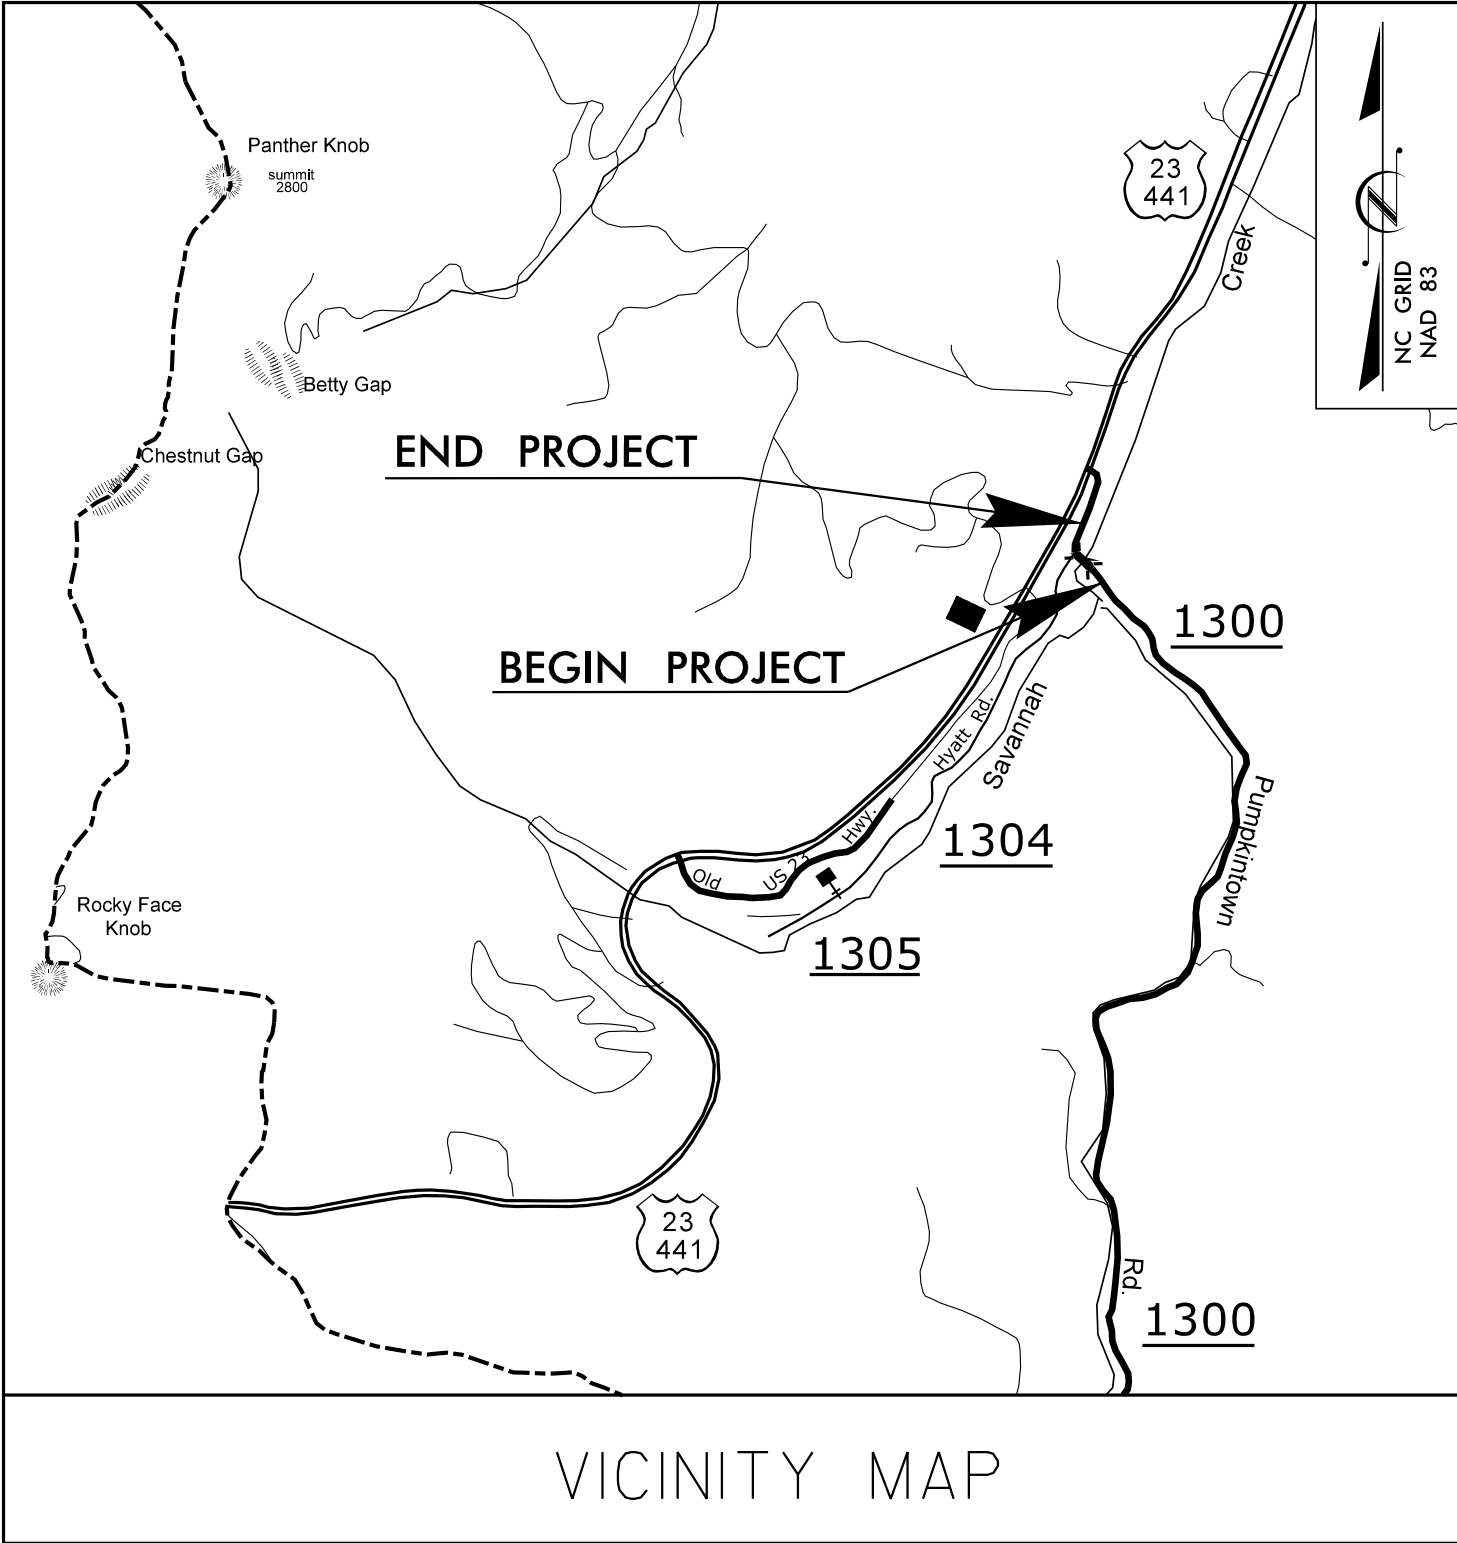 Panther Knob
summit
2800
23
441
Creek
NC GRID
NAD 83
Betty Gap
END PROJECT
Chestnut Gap
1300
BEGIN PROJECT
Hyatt Rd.
Savannah
Pumpkintown
1304
Old US 23 Hwy.
1305
Rocky Face
Knob
23
441
Rd.
1300
VICINITY MAP